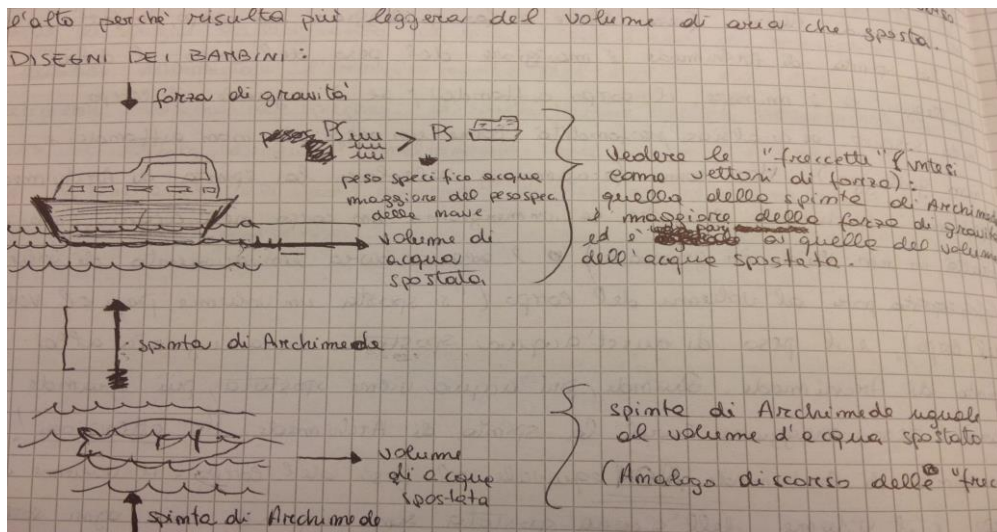 l'alto perchè risulta più leggera del volume di aria che sposta.
DISEGNI DEI BAMBINI:
forza di gravità
PS > PS
peso specifico acqua
maggiore del peso spec.
della nave
volume di
acqua
spostata
Vedere le "freccette" (intesi
come vettori di forza):
quella della spinta di Archimede
è maggiore della forza di gravità
ed è pari a quella del volume
dell'acqua spostata.
spinta di Archimede
volume
di acqua
spostata
spinta di Archimede
spinta di Archimede uguale
al volume d'acqua spostato
(Analogo discorso delle "frec